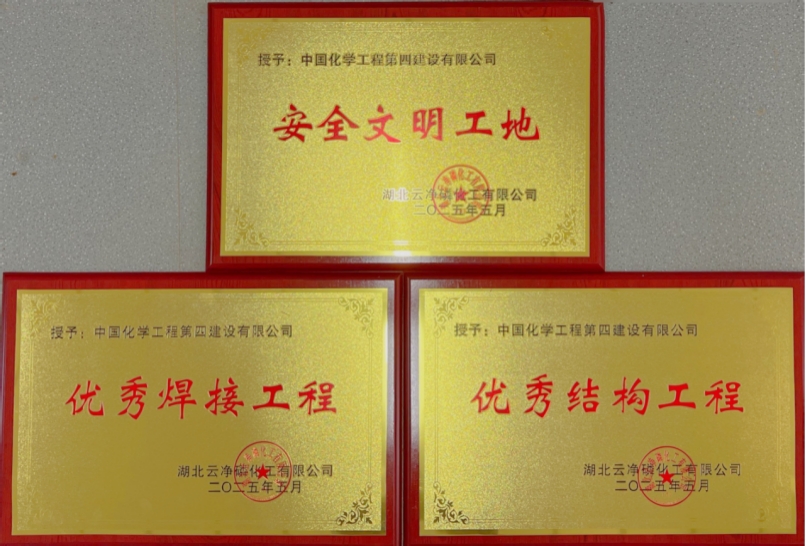 授予：中国化学工程第四建设有限公司
安全文明工地
湖北云净磷化工有限公司
二〇二五年五月
授予：中国化学工程第四建设有限公司
优秀焊接工程
湖北云净磷化工有限公司
二〇二五年五月
授予：中国化学工程第四建设有限公司
优秀结构工程
湖北云净磷化工有限公司
二〇二五年五月